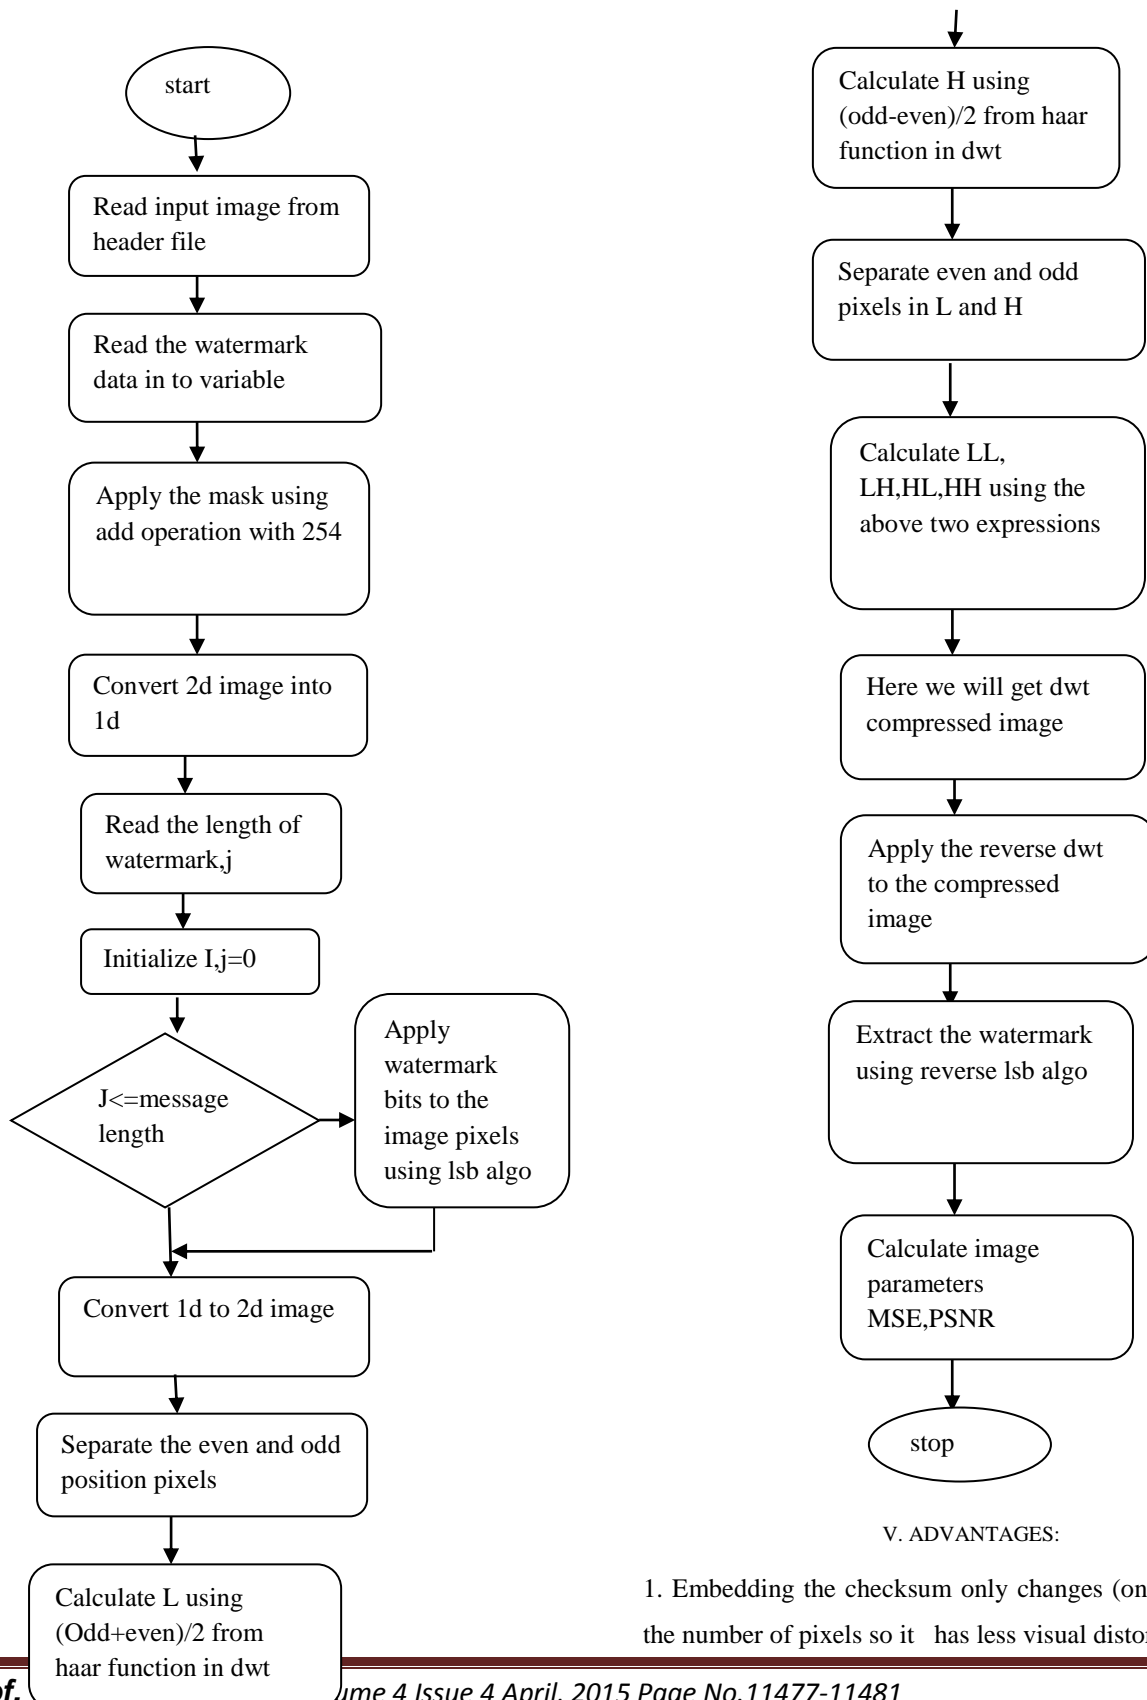 start
Read input image from
header file
Read the watermark
data in to variable
Apply the mask using
add operation with 254
Convert 2d image into
1d
Read the length of
watermark,j
Initialize I,j=0
J<=message
length
Apply
watermark
bits to the
image pixels
using lsb algo
Convert 1d to 2d image
Separate the even and odd
position pixels
Calculate L using
(Odd+even)/2 from
haar function in dwt
Calculate H using
(odd-even)/2 from haar
function in dwt
Separate even and odd
pixels in L and H
Calculate LL,
LH,HL,HH using the
above two expressions
Here we will get dwt
compressed image
Apply the reverse dwt
to the compressed
image
Extract the watermark
using reverse lsb algo
Calculate image
parameters
MSE,PSNR
stop
V. ADVANTAGES:
1. Embedding the checksum only changes (on
the number of pixels so it has less visual distor
of, ume 4 Issue 4 April, 2015 Page No.11477-11481